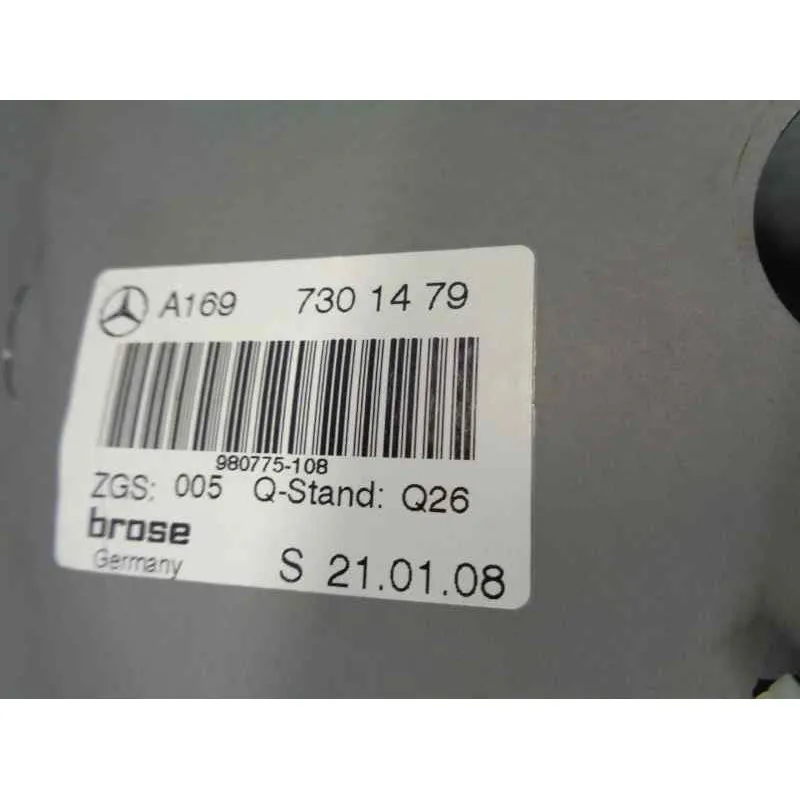 A169 730 14 79
980775-108
ZGS: 005 Q-Stand: Q26
brose
Germany
S 21.01.08